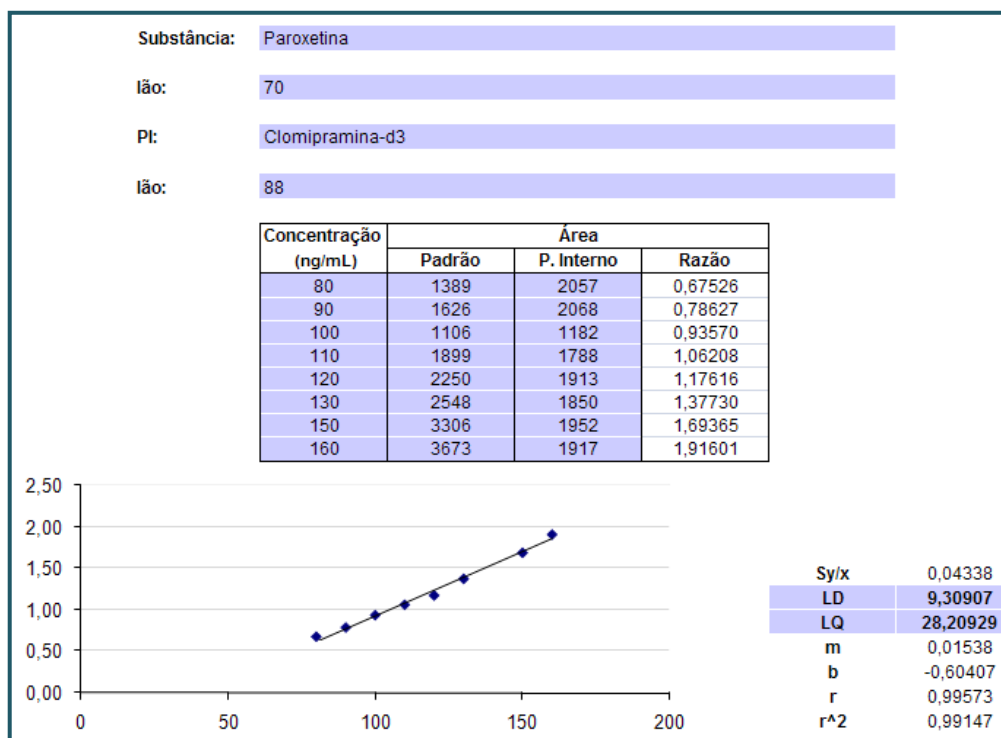 Substância: Paroxetina
Ião: 70
PI: Clomipramina-d3
Ião: 88
Concentração Área
(ng/mL) Padrão P. Interno Razão
80 1389 2057 0,67526
90 1626 2068 0,78627
100 1106 1182 0,93570
110 1899 1788 1,06208
120 2250 1913 1,17616
130 2548 1850 1,37730
150 3306 1952 1,69365
160 3673 1917 1,91601
2,50
2,00
1,50
1,00
0,50
0,00
0 50 100 150 200
Sy/x 0,04338
LD 9,30907
LQ 28,20929
m 0,01538
b -0,60407
r 0,99573
r^2 0,99147